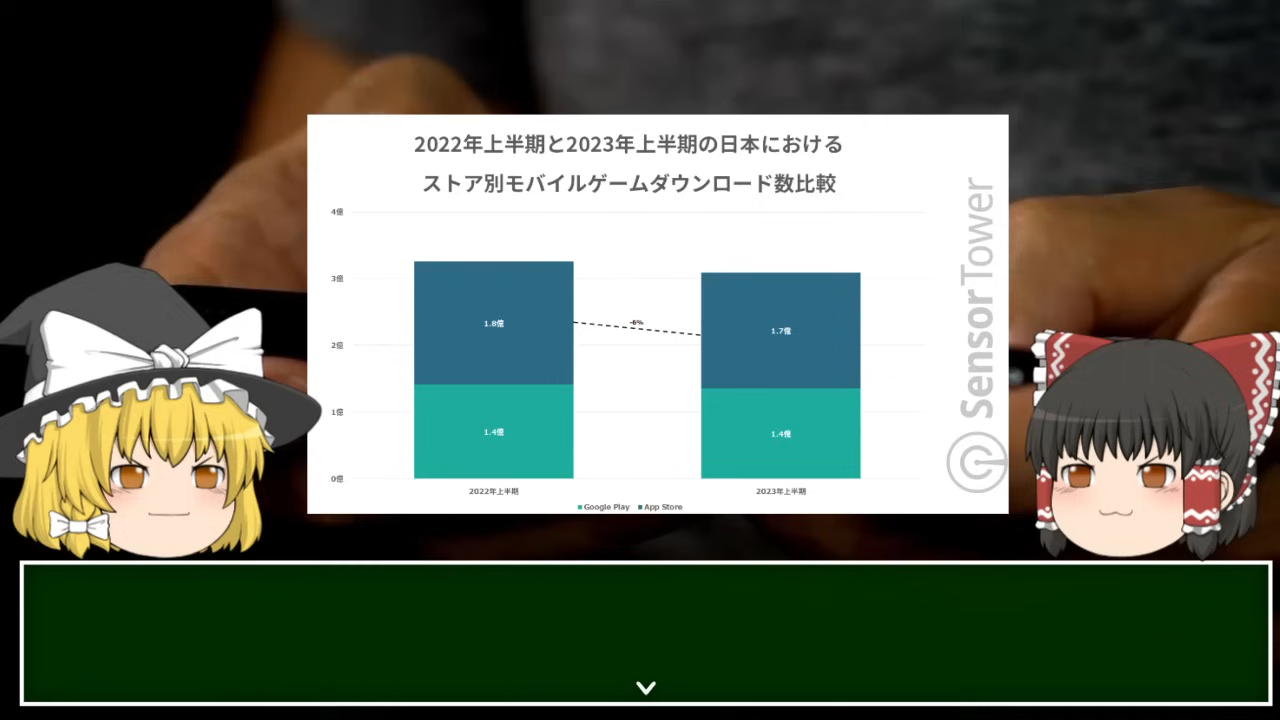 2022年上半期と2023年上半期の日本における
ストア別モバイルゲームダウンロード数比較
4億
3億
2億
1億
0億
1.8億
1.4億
-6%
1.7億
1.4億
2022年上半期
2023年上半期
Google Play
App Store
SensorTower